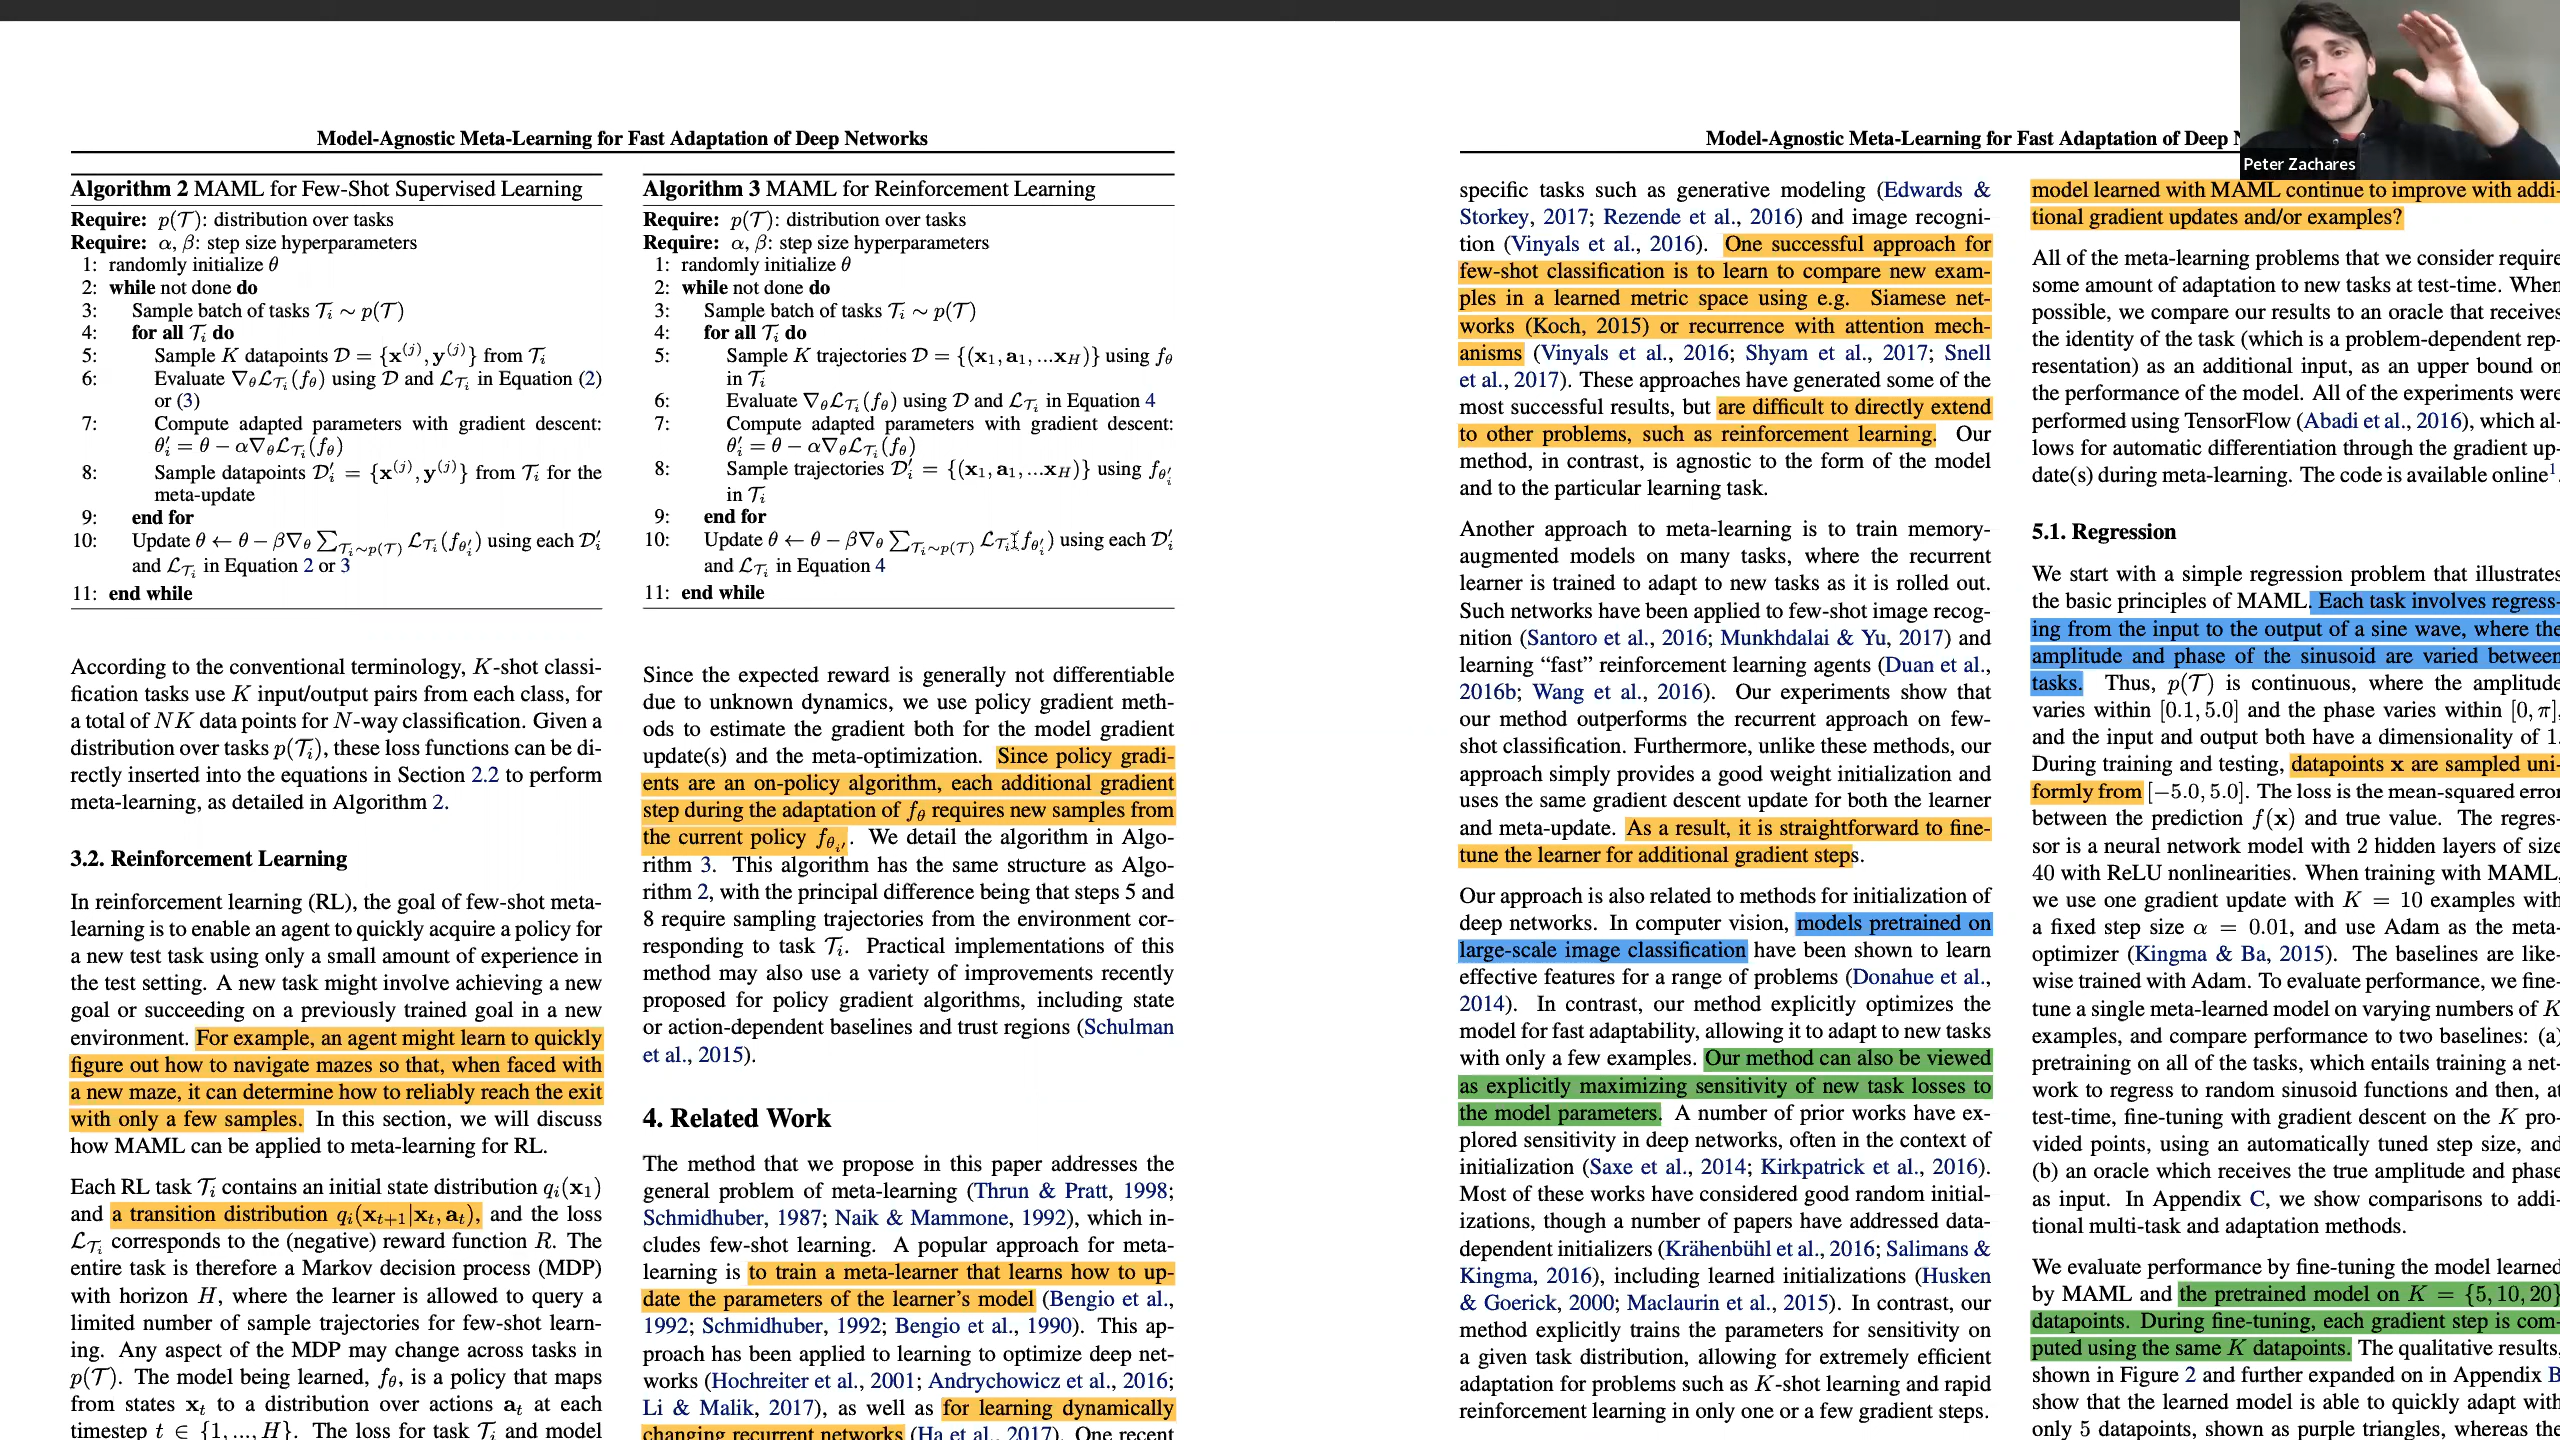 Model-Agnostic Meta-Learning for Fast Adaptation of Deep Networks
Algorithm 2 MAML for Few-Shot Supervised Learning
Require: p(𝒯): distribution over tasks
Require: α, β: step size hyperparameters
1: randomly initialize θ
2: while not done do
3: Sample batch of tasks 𝒯ᵢ ∼ p(𝒯)
4: for all 𝒯ᵢ do
5: Sample K datapoints 𝒟 = {x⁽ʲ⁾, y⁽ʲ⁾} from 𝒯ᵢ
6: Evaluate ∇_θℒ_𝒯ᵢ(f_θ) using 𝒟 and ℒ_𝒯ᵢ in Equation (2)
or (3)
7: Compute adapted parameters with gradient descent:
θ′ᵢ = θ − α∇_θℒ_𝒯ᵢ(f_θ)
8: Sample datapoints 𝒟′ᵢ = {x⁽ʲ⁾, y⁽ʲ⁾} from 𝒯ᵢ for the
meta-update
9: end for
10: Update θ ← θ − β∇_θ ∑_𝒯ᵢ∼p(𝒯) ℒ_𝒯ᵢ(f_θ′ᵢ) using each 𝒟′ᵢ
and ℒ_𝒯ᵢ in Equation 2 or 3
11: end while
According to the conventional terminology, K-shot classi-
fication tasks use K input/output pairs from each class, for
a total of NK data points for N-way classification. Given a
distribution over tasks p(𝒯ᵢ), these loss functions can be di-
rectly inserted into the equations in Section 2.2 to perform
meta-learning, as detailed in Algorithm 2.
3.2. Reinforcement Learning
In reinforcement learning (RL), the goal of few-shot meta-
learning is to enable an agent to quickly acquire a policy for
a new test task using only a small amount of experience in
the test setting. A new task might involve achieving a new
goal or succeeding on a previously trained goal in a new
environment. For example, an agent might learn to quickly
figure out how to navigate mazes so that, when faced with
a new maze, it can determine how to reliably reach the exit
with only a few samples. In this section, we will discuss
how MAML can be applied to meta-learning for RL.
Each RL task 𝒯ᵢ contains an initial state distribution qᵢ(x₁)
and a transition distribution qᵢ(xₜ₊₁|xₜ, aₜ), and the loss
ℒ_𝒯ᵢ corresponds to the (negative) reward function R. The
entire task is therefore a Markov decision process (MDP)
with horizon H, where the learner is allowed to query a
limited number of sample trajectories for few-shot learn-
ing. Any aspect of the MDP may change across tasks in
p(𝒯). The model being learned, f_θ, is a policy that maps
from states xₜ to a distribution over actions aₜ at each
timestep t ∈ {1, ..., H}. The loss for task 𝒯ᵢ and model
Algorithm 3 MAML for Reinforcement Learning
Require: p(𝒯): distribution over tasks
Require: α, β: step size hyperparameters
1: randomly initialize θ
2: while not done do
3: Sample batch of tasks 𝒯ᵢ ∼ p(𝒯)
4: for all 𝒯ᵢ do
5: Sample K trajectories 𝒟 = {(x₁, a₁, ...x_H)} using f_θ
in 𝒯ᵢ
6: Evaluate ∇_θℒ_𝒯ᵢ(f_θ) using 𝒟 and ℒ_𝒯ᵢ in Equation 4
7: Compute adapted parameters with gradient descent:
θ′ᵢ = θ − α∇_θℒ_𝒯ᵢ(f_θ)
8: Sample trajectories 𝒟′ᵢ = {(x₁, a₁, ...x_H)} using f_θ′ᵢ
in 𝒯ᵢ
9: end for
10: Update θ ← θ − β∇_θ ∑_𝒯ᵢ∼p(𝒯) ℒ_𝒯ᵢ(f_θ′ᵢ) using each 𝒟′ᵢ
and ℒ_𝒯ᵢ in Equation 4
11: end while
Since the expected reward is generally not differentiable
due to unknown dynamics, we use policy gradient meth-
ods to estimate the gradient both for the model gradient
update(s) and the meta-optimization. Since policy gradi-
ents are an on-policy algorithm, each additional gradient
step during the adaptation of f_θ requires new samples from
the current policy f_θᵢ′. We detail the algorithm in Algo-
rithm 3. This algorithm has the same structure as Algo-
rithm 2, with the principal difference being that steps 5 and
8 require sampling trajectories from the environment cor-
responding to task 𝒯ᵢ. Practical implementations of this
method may also use a variety of improvements recently
proposed for policy gradient algorithms, including state
or action-dependent baselines and trust regions (Schulman
et al., 2015).
4. Related Work
The method that we propose in this paper addresses the
general problem of meta-learning (Thrun & Pratt, 1998;
Schmidhuber, 1987; Naik & Mammone, 1992), which in-
cludes few-shot learning. A popular approach for meta-
learning is to train a meta-learner that learns how to up-
date the parameters of the learner's model (Bengio et al.,
1992; Schmidhuber, 1992; Bengio et al., 1990). This ap-
proach has been applied to learning to optimize deep net-
works (Hochreiter et al., 2001; Andrychowicz et al., 2016;
Li & Malik, 2017), as well as for learning dynamically
changing recurrent networks (Ha et al., 2017). One recent
Model-Agnostic Meta-Learning for Fast Adaptation of Deep N
specific tasks such as generative modeling (Edwards &
Storkey, 2017; Rezende et al., 2016) and image recogni-
tion (Vinyals et al., 2016). One successful approach for
few-shot classification is to learn to compare new exam-
ples in a learned metric space using e.g. Siamese net-
works (Koch, 2015) or recurrence with attention mech-
anisms (Vinyals et al., 2016; Shyam et al., 2017; Snell
et al., 2017). These approaches have generated some of the
most successful results, but are difficult to directly extend
to other problems, such as reinforcement learning. Our
method, in contrast, is agnostic to the form of the model
and to the particular learning task.
Another approach to meta-learning is to train memory-
augmented models on many tasks, where the recurrent
learner is trained to adapt to new tasks as it is rolled out.
Such networks have been applied to few-shot image recog-
nition (Santoro et al., 2016; Munkhdalai & Yu, 2017) and
learning “fast” reinforcement learning agents (Duan et al.,
2016b; Wang et al., 2016). Our experiments show that
our method outperforms the recurrent approach on few-
shot classification. Furthermore, unlike these methods, our
approach simply provides a good weight initialization and
uses the same gradient descent update for both the learner
and meta-update. As a result, it is straightforward to fine-
tune the learner for additional gradient steps.
Our approach is also related to methods for initialization of
deep networks. In computer vision, models pretrained on
large-scale image classification have been shown to learn
effective features for a range of problems (Donahue et al.,
2014). In contrast, our method explicitly optimizes the
model for fast adaptability, allowing it to adapt to new tasks
with only a few examples. Our method can also be viewed
as explicitly maximizing sensitivity of new task losses to
the model parameters. A number of prior works have ex-
plored sensitivity in deep networks, often in the context of
initialization (Saxe et al., 2014; Kirkpatrick et al., 2016).
Most of these works have considered good random initial-
izations, though a number of papers have addressed data-
dependent initializers (Krähenbühl et al., 2016; Salimans &
Kingma, 2016), including learned initializations (Husken
& Goerick, 2000; Maclaurin et al., 2015). In contrast, our
method explicitly trains the parameters for sensitivity on
a given task distribution, allowing for extremely efficient
adaptation for problems such as K-shot learning and rapid
reinforcement learning in only one or a few gradient steps.
Peter Zachares
model learned with MAML continue to improve with addi-
tional gradient updates and/or examples?
All of the meta-learning problems that we consider require
some amount of adaptation to new tasks at test-time. When
possible, we compare our results to an oracle that receives
the identity of the task (which is a problem-dependent rep-
resentation) as an additional input, as an upper bound on
the performance of the model. All of the experiments were
performed using TensorFlow (Abadi et al., 2016), which al-
lows for automatic differentiation through the gradient up-
date(s) during meta-learning. The code is available online¹.
5.1. Regression
We start with a simple regression problem that illustrates
the basic principles of MAML. Each task involves regress-
ing from the input to the output of a sine wave, where the
amplitude and phase of the sinusoid are varied between
tasks. Thus, p(𝒯) is continuous, where the amplitude
varies within [0.1, 5.0] and the phase varies within [0, π],
and the input and output both have a dimensionality of 1.
During training and testing, datapoints x are sampled uni-
formly from [−5.0, 5.0]. The loss is the mean-squared error
between the prediction f(x) and true value. The regres-
sor is a neural network model with 2 hidden layers of size
40 with ReLU nonlinearities. When training with MAML,
we use one gradient update with K = 10 examples with
a fixed step size α = 0.01, and use Adam as the meta-
optimizer (Kingma & Ba, 2015). The baselines are like-
wise trained with Adam. To evaluate performance, we fine-
tune a single meta-learned model on varying numbers of K
examples, and compare performance to two baselines: (a)
pretraining on all of the tasks, which entails training a net-
work to regress to random sinusoid functions and then, at
test-time, fine-tuning with gradient descent on the K pro-
vided points, using an automatically tuned step size, and
(b) an oracle which receives the true amplitude and phase
as input. In Appendix C, we show comparisons to addi-
tional multi-task and adaptation methods.
We evaluate performance by fine-tuning the model learned
by MAML and the pretrained model on K = {5, 10, 20}
datapoints. During fine-tuning, each gradient step is com-
puted using the same K datapoints. The qualitative results,
shown in Figure 2 and further expanded on in Appendix B
show that the learned model is able to quickly adapt with
only 5 datapoints, shown as purple triangles, whereas the